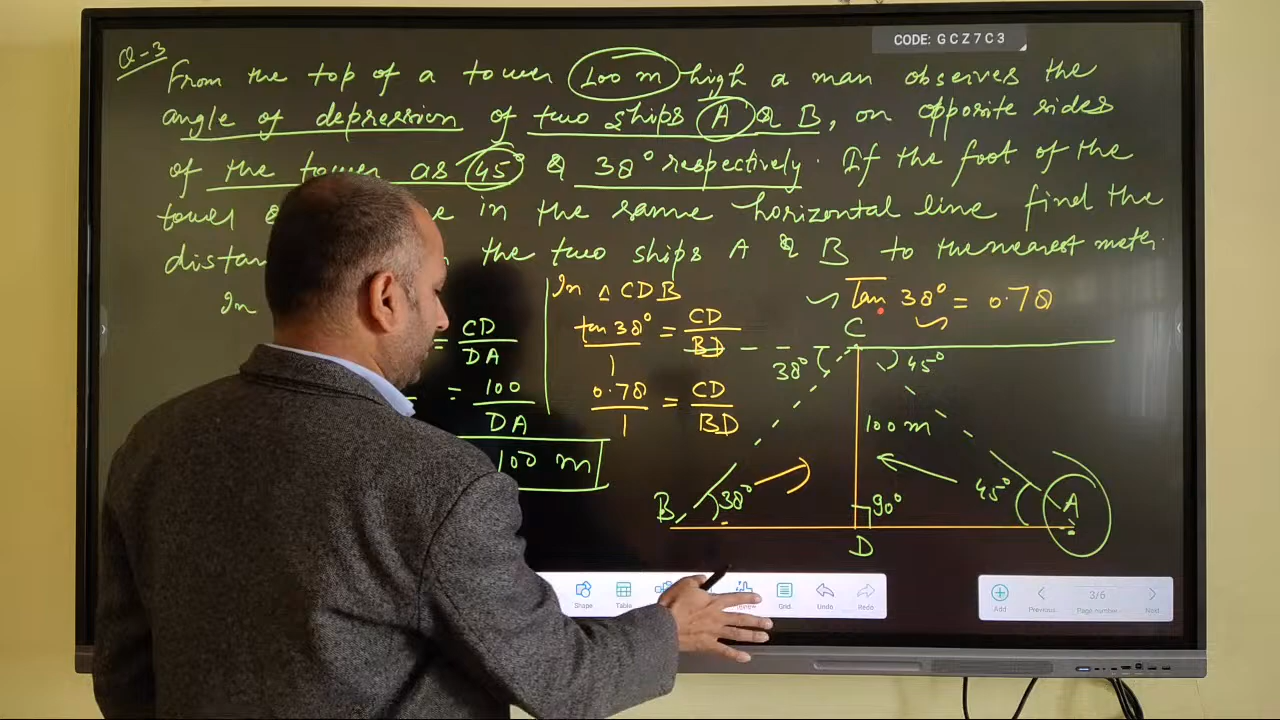 CODE: GCZ7C3
Q-3
From the top of a tower 100 m high a man observes the
angle of depression of two ships A & B, on opposite sides
of the tower as 45° & 38° respectively. If the foot of the
tower in the same horizontal line find the
the two ships A & B to the nearest meter.
In
= CD/DA
= 100/DA
100 m
In △CDB
tan 38°/1 = CD/BD
0.78/1 = CD/BD
Tan 38° = 0.78
C
38°
45°
100 m
B
38°
90°
45°
A
D
Shape
Table
Grid
Undo
Redo
Add
Previous
3/6
Page number
Next